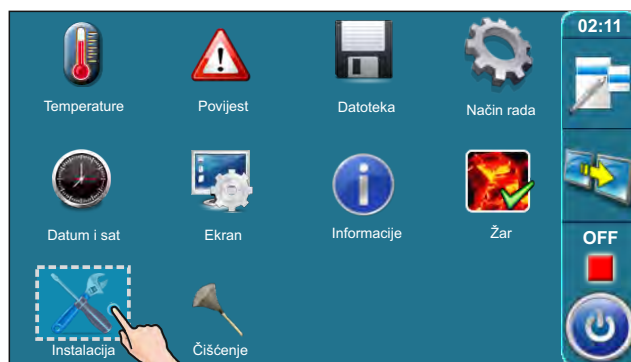 02:11
Temperature
Povijest
Datoteka
Način rada
Datum i sat
Ekran
Informacije
Žar
OFF
Instalacija
Čišćenje